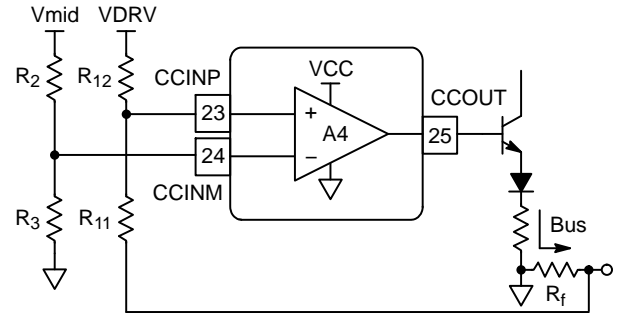 Vmid VDRV
R2 R12 CCINP VCC CCOUT
23 + A4 25
24 −
R3 R11 CCINM Bus
Rf